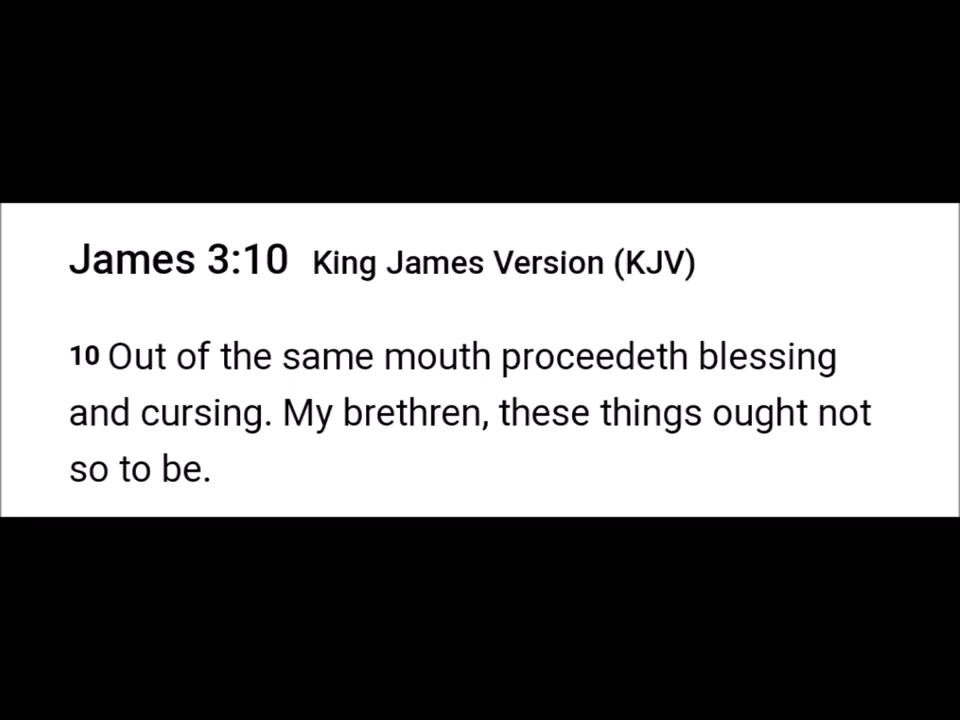 James 3:10 King James Version (KJV)
10 Out of the same mouth proceedeth blessing
and cursing. My brethren, these things ought not
so to be.